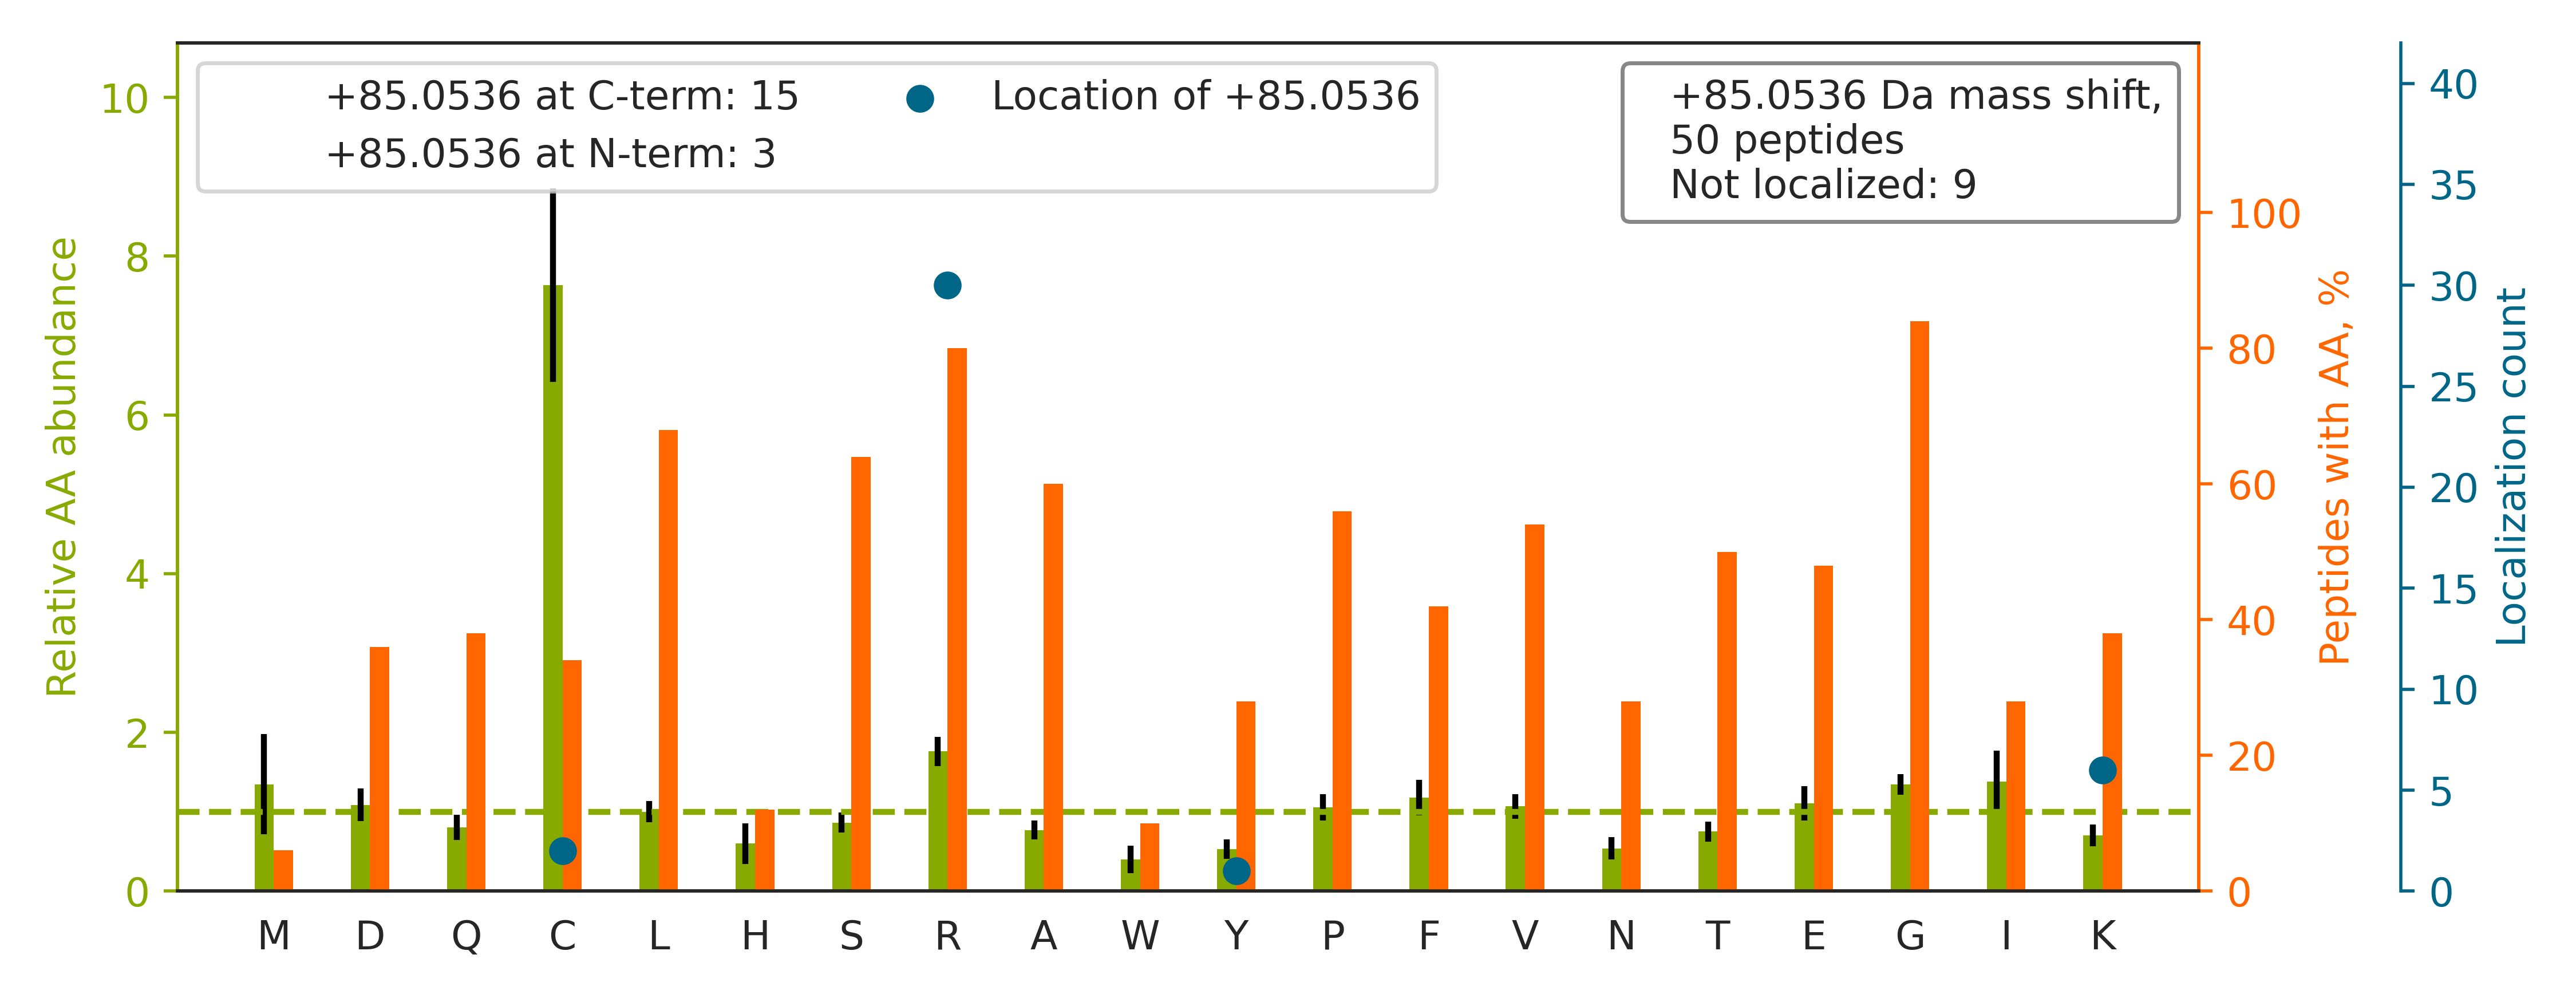 +85.0536 at C-term: 15
+85.0536 at N-term: 3
Location of +85.0536
+85.0536 Da mass shift,
50 peptides
Not localized: 9
Relative AA abundance
10
8
6
4
2
0
M D Q C L H S R A W Y P F V N T E G I K
100
80
60
40
20
0
Peptides with AA, %
40
35
30
25
20
15
10
5
0
Localization count